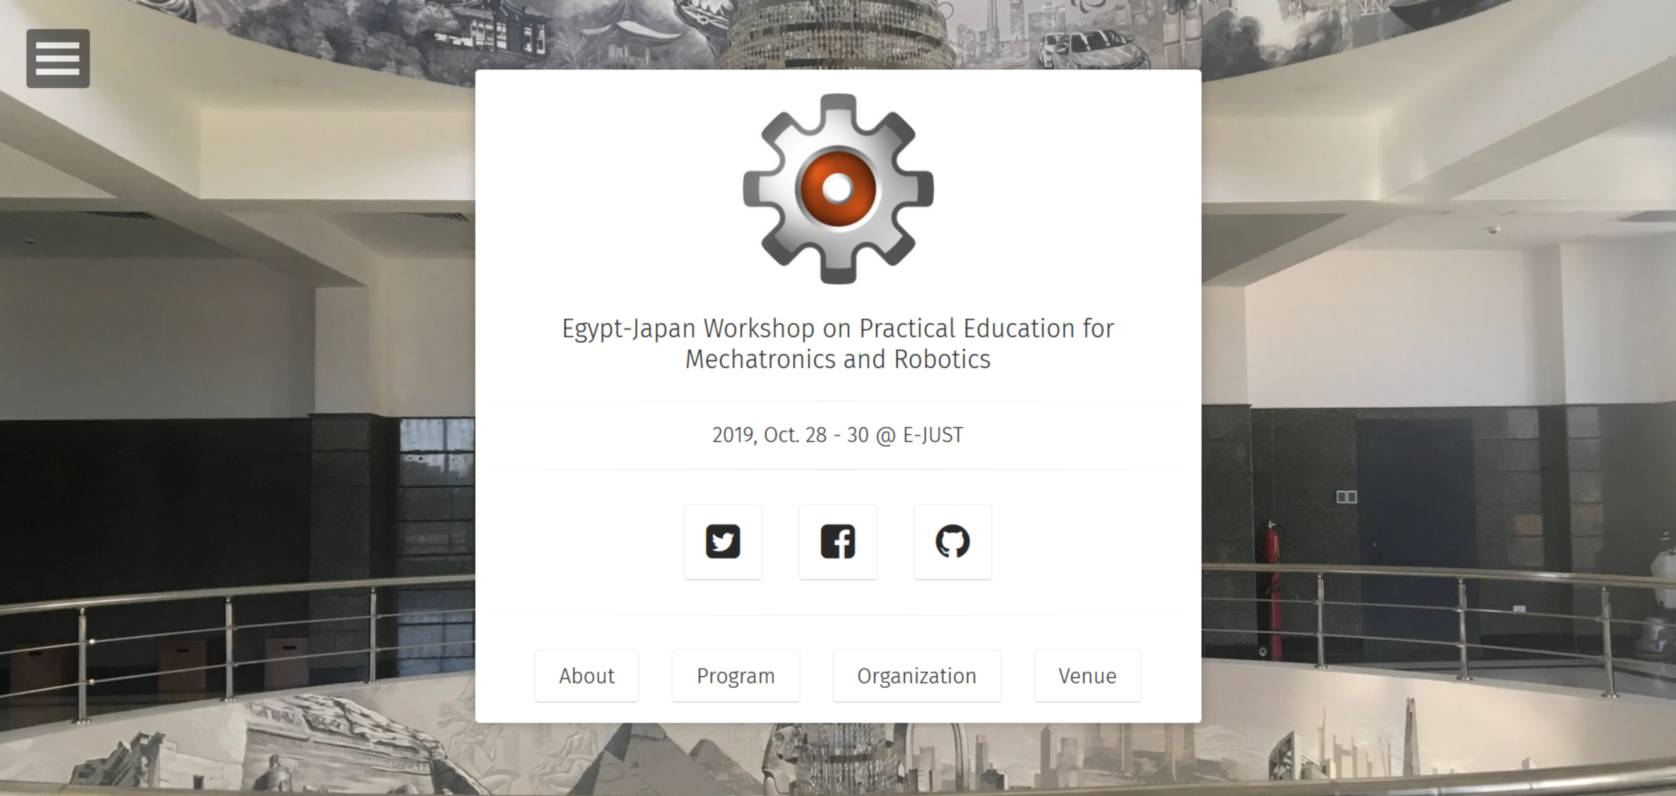 Egypt-Japan Workshop on Practical Education for
Mechatronics and Robotics
2019, Oct. 28 - 30 @ E-JUST
About
Program
Organization
Venue